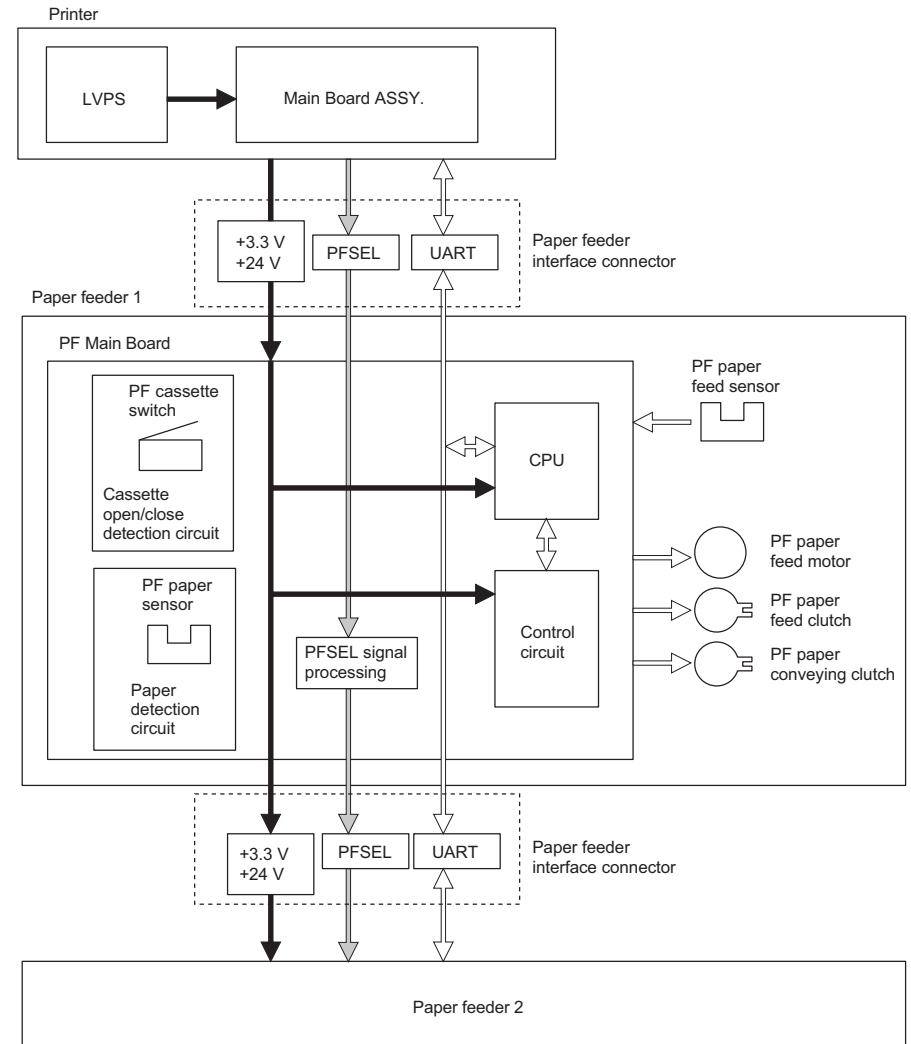 Printer
LVPS
Main Board ASSY.
+3.3 V
+24 V
PFSEL
UART
Paper feeder
interface connector
Paper feeder 1
PF Main Board
PF cassette
switch
Cassette
open/close
detection circuit
PF paper
sensor
Paper
detection
circuit
PFSEL signal
processing
CPU
Control
circuit
PF paper
feed sensor
PF paper
feed motor
PF paper
feed clutch
PF paper
conveying clutch
+3.3 V
+24 V
PFSEL
UART
Paper feeder
interface connector
Paper feeder 2